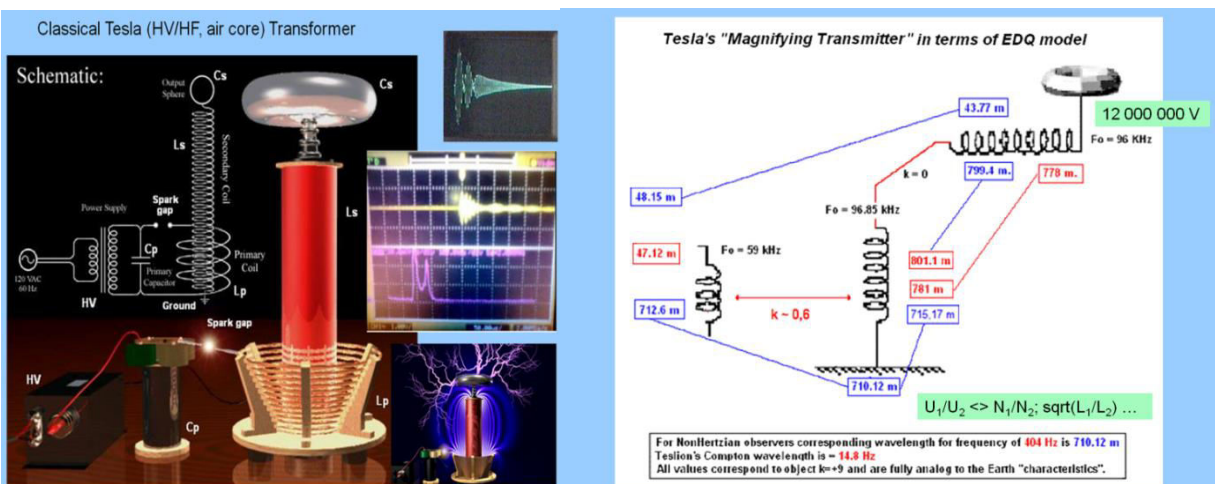 Classical Tesla (HV/HF, air core) Transformer
Schematic:
Output
Sphere
Cs
Cs
Ls
Secondary Coil
Ls
Power Supply
Spark
gap
Cp
120 VAC
60 Hz
Primary
Capacitor
Primary
Coil
HV
Ground
Lp
Spark gap
HV
Cp
Lp
Tesla's "Magnifying Transmitter" in terms of EDQ model
43.77 m
12 000 000 V
Fo = 96 KHz
k = 0
799.4 m.
778 m.
48.15 m
Fo = 96.85 kHz
47.12 m
Fo = 59 kHz
801.1 m
781 m
712.6 m
k ~ 0,6
715,17 m
710.12 m
U1/U2 <> N1/N2; sqrt(L1/L2) ...
For NonHertzian observers corresponding wavelength for frequency of 404 Hz is 710.12 m
Teslion's Compton wavelength is ~ 14.8 Hz
All values correspond to object k=+9 and are fully analog to the Earth "characteristics".